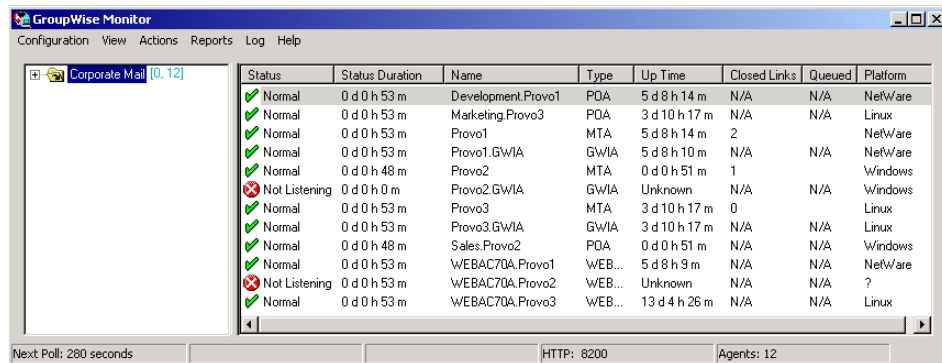 GroupWise Monitor
Configuration View Actions Reports Log Help
Corporate Mail [0, 12]
Status Status Duration Name Type Up Time Closed Links Queued Platform
Normal 0 d 0 h 53 m Development.Provo1 POA 5 d 8 h 14 m N/A N/A NetWare
Normal 0 d 0 h 53 m Marketing.Provo3 POA 3 d 10 h 17 m N/A N/A Linux
Normal 0 d 0 h 53 m Provo1 MTA 5 d 8 h 14 m 2 NetWare
Normal 0 d 0 h 53 m Provo1.GWIA GWIA 5 d 8 h 10 m N/A N/A NetWare
Normal 0 d 0 h 48 m Provo2 MTA 0 d 0 h 51 m 1 Windows
Not Listening 0 d 0 h 0 m Provo2.GWIA GWIA Unknown N/A N/A Windows
Normal 0 d 0 h 53 m Provo3 MTA 3 d 10 h 17 m 0 Linux
Normal 0 d 0 h 53 m Provo3.GWIA GWIA 3 d 10 h 17 m N/A N/A Linux
Normal 0 d 0 h 48 m Sales.Provo2 POA 0 d 0 h 51 m N/A N/A Windows
Normal 0 d 0 h 53 m WEBAC70A.Provo1 WEB... 5 d 8 h 9 m N/A N/A NetWare
Not Listening 0 d 0 h 53 m WEBAC70A.Provo2 WEB... Unknown N/A N/A ?
Normal 0 d 0 h 53 m WEBAC70A.Provo3 WEB... 13 d 4 h 26 m N/A N/A Linux
Next Poll: 280 seconds HTTP: 8200 Agents: 12